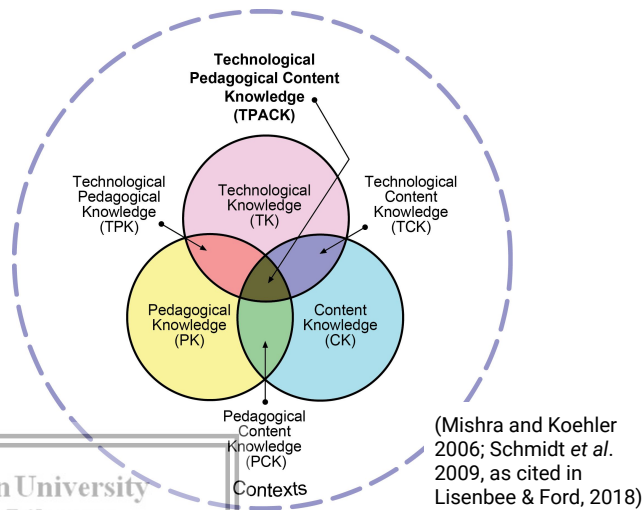 Technological
Pedagogical Content
Knowledge
(TPACK)
Technological
Pedagogical
Knowledge
(TPK)
Technological
Knowledge
(TK)
Technological
Content
Knowledge
(TCK)
Pedagogical
Knowledge
(PK)
Content
Knowledge
(CK)
Pedagogical
Content
Knowledge
(PCK)
Contexts
(Mishra and Koehler
2006; Schmidt et al.
2009, as cited in
Lisenbee & Ford, 2018)
n University